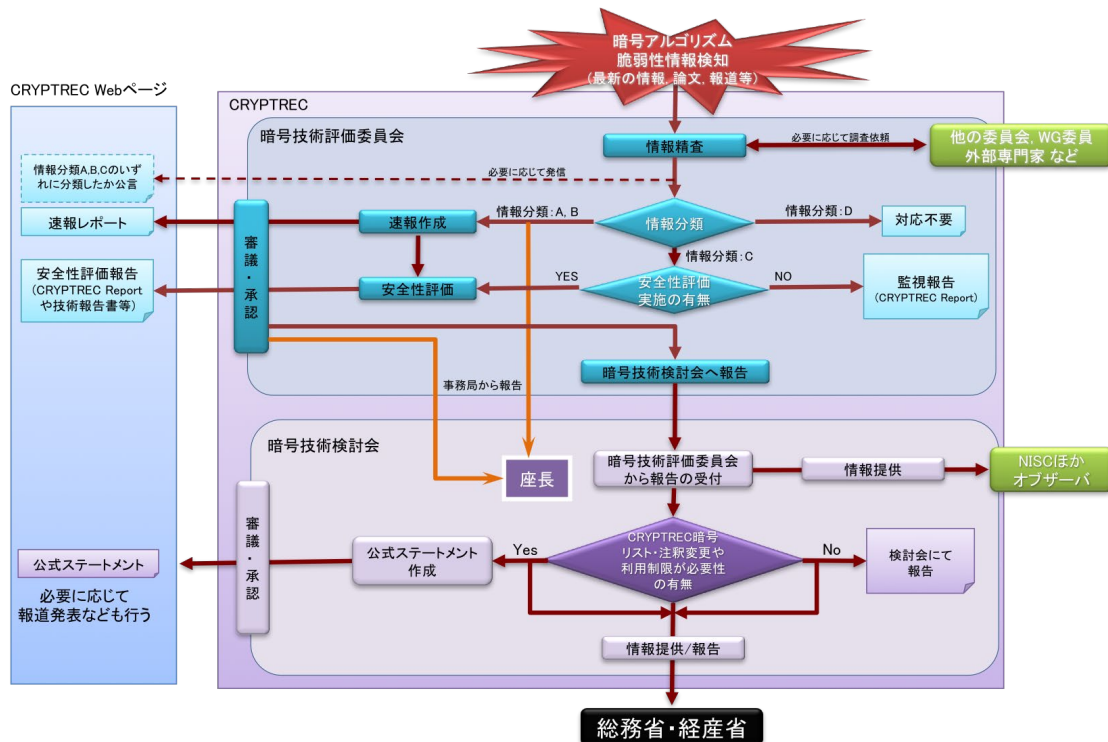 暗号アルゴリズム
脆弱性情報検知
(最新の情報, 論文, 報道等)
CRYPTREC Webページ
CRYPTREC
暗号技術評価委員会
情報精査
必要に応じて調査依頼
他の委員会, WG委員
外部専門家 など
情報分類A,B,Cのいず
れに分類したか公言
必要に応じて発信
速報レポート
速報作成
情報分類:A, B
情報分類
情報分類:D
対応不要
審議・承認
情報分類:C
安全性評価報告
(CRYPTREC Report
や技術報告書等)
安全性評価
YES
安全性評価
実施の有無
NO
監視報告
(CRYPTREC Report)
暗号技術検討会へ報告
事務局から報告
暗号技術検討会
座長
暗号技術評価委員会
から報告の受付
情報提供
NISCほか
オブザーバ
審議・承認
公式ステートメント
必要に応じて
報道発表なども行う
公式ステートメント
作成
Yes
CRYPTREC暗号
リスト・注釈変更や
利用制限が必要性
の有無
No
検討会にて
報告
情報提供/報告
総務省・経産省